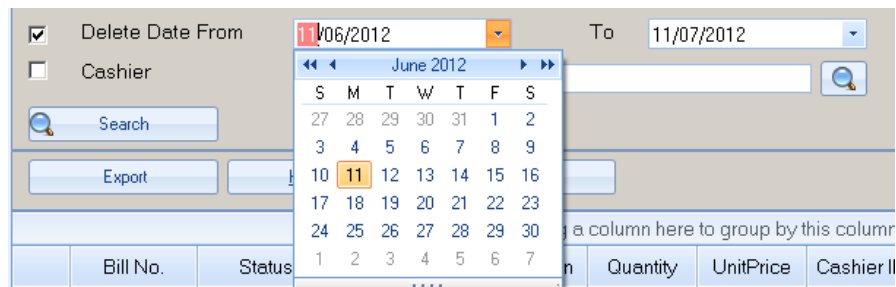 Delete Date From 11/06/2012 To 11/07/2012
Cashier
June 2012
S M T W T F S
27 28 29 30 31 1 2
Search
3 4 5 6 7 8 9
Export
10 11 12 13 14 15 16
17 18 19 20 21 22 23
24 25 26 27 28 29 30
a column here to group by this column
1 2 3 4 5 6 7
Bill No. Status n Quantity UnitPrice Cashier I